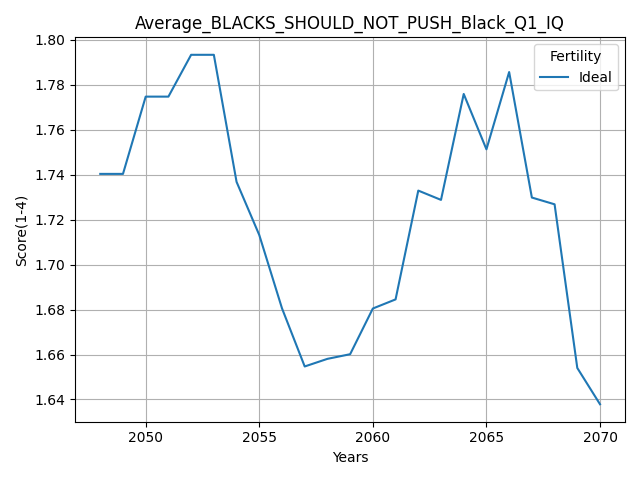 Average_BLACKS_SHOULD_NOT_PUSH_Black_Q1_IQ
1.80
1.78
1.76
1.74
1.72
1.70
1.68
1.66
1.64
Score(1-4)
Fertility
Ideal
2050 2055 2060 2065 2070
Years